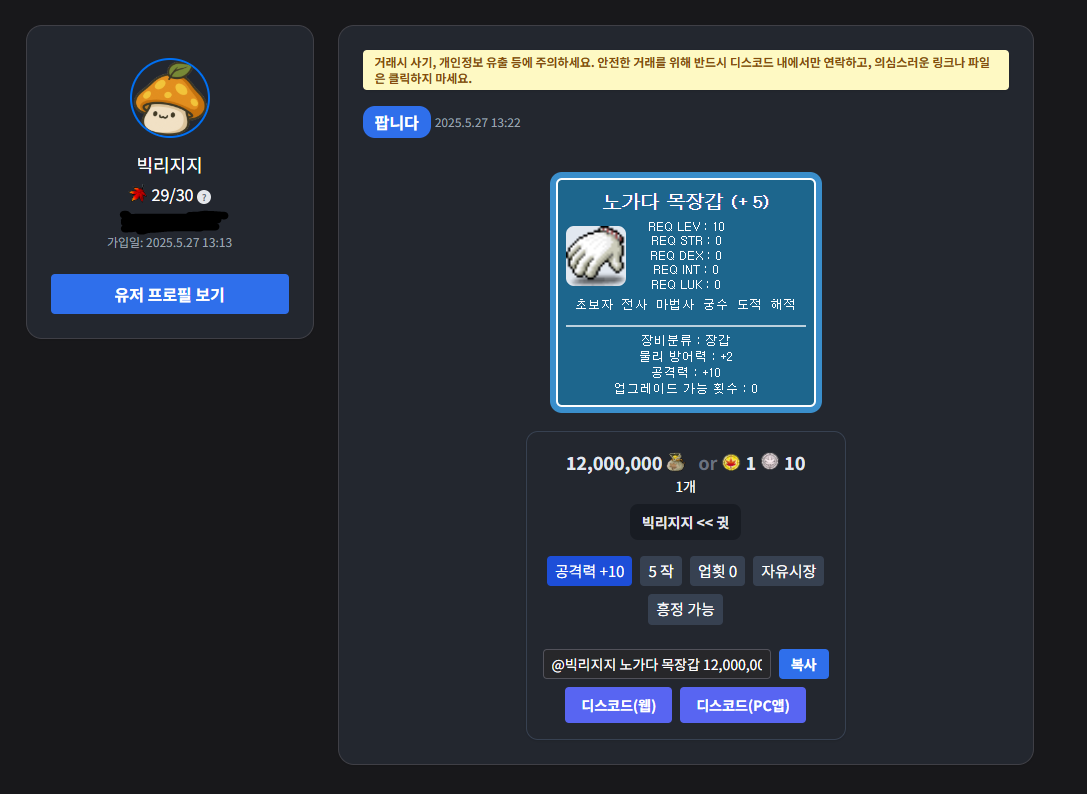 빅리지지
29/30 ?
가입일: 2025.5.27 13:13
유저 프로필 보기
거래시 사기, 개인정보 유출 등에 주의하세요. 안전한 거래를 위해 반드시 디스코드 내에서만 연락하고, 의심스러운 링크나 파일
은 클릭하지 마세요.
팝니다 2025.5.27 13:22
노가다 목장갑 (+ 5)
REQ LEV : 10
REQ STR : 0
REQ DEX : 0
REQ INT : 0
REQ LUK : 0
초보자 전사 마법사 궁수 도적 해적
장비분류 : 장갑
물리 방어력 : +2
공격력 : +10
업그레이드 가능 횟수 : 0
12,000,000 or 1 10
1개
빅리지지 << 귓
공격력 +10 5 작 업횟 0 자유시장
흥정 가능
@빅리지지 노가다 목장갑 12,000,00 복사
디스코드(웹) 디스코드(PC앱)